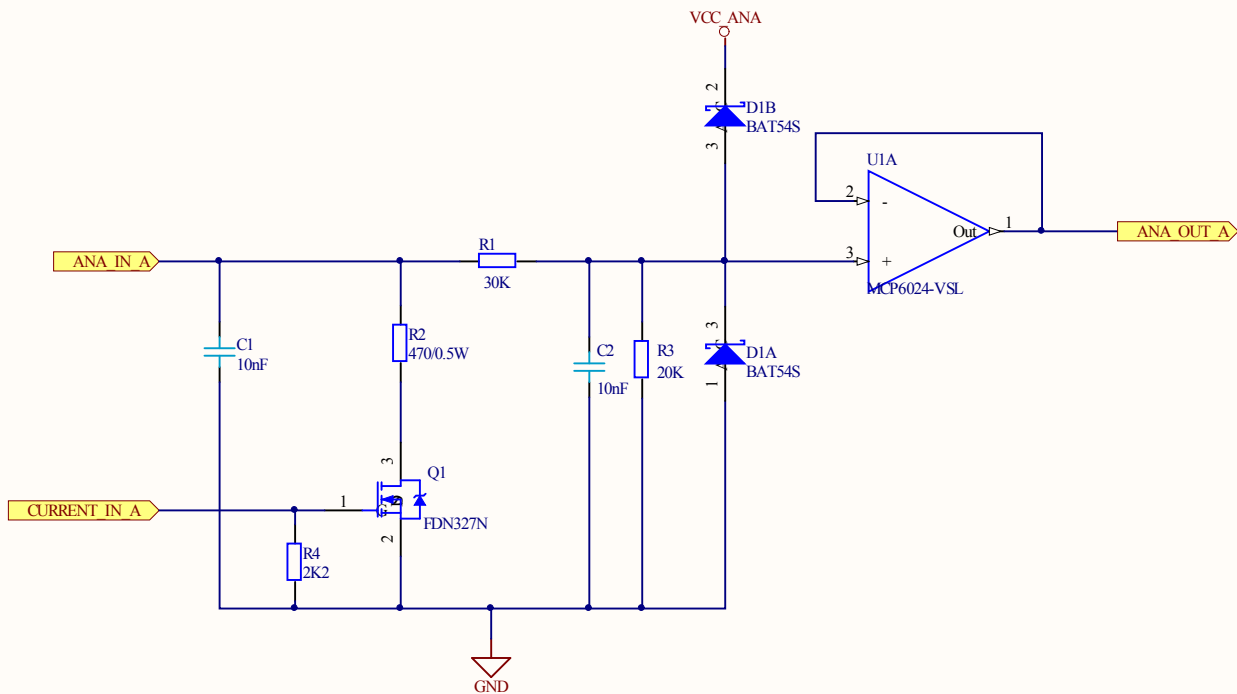 VCC_ANA
2
D1B
BAT54S
3
U1A
2
-
1
Out
ANA_OUT_A
3
+
MCP6024-VSL
ANA_IN_A
R1
30K
C1
10nF
R2
470/0.5W
C2
10nF
R3
20K
3
D1A
BAT54S
1
3
Q1
CURRENT_IN_A
1
FDN327N
2
R4
2K2
GND